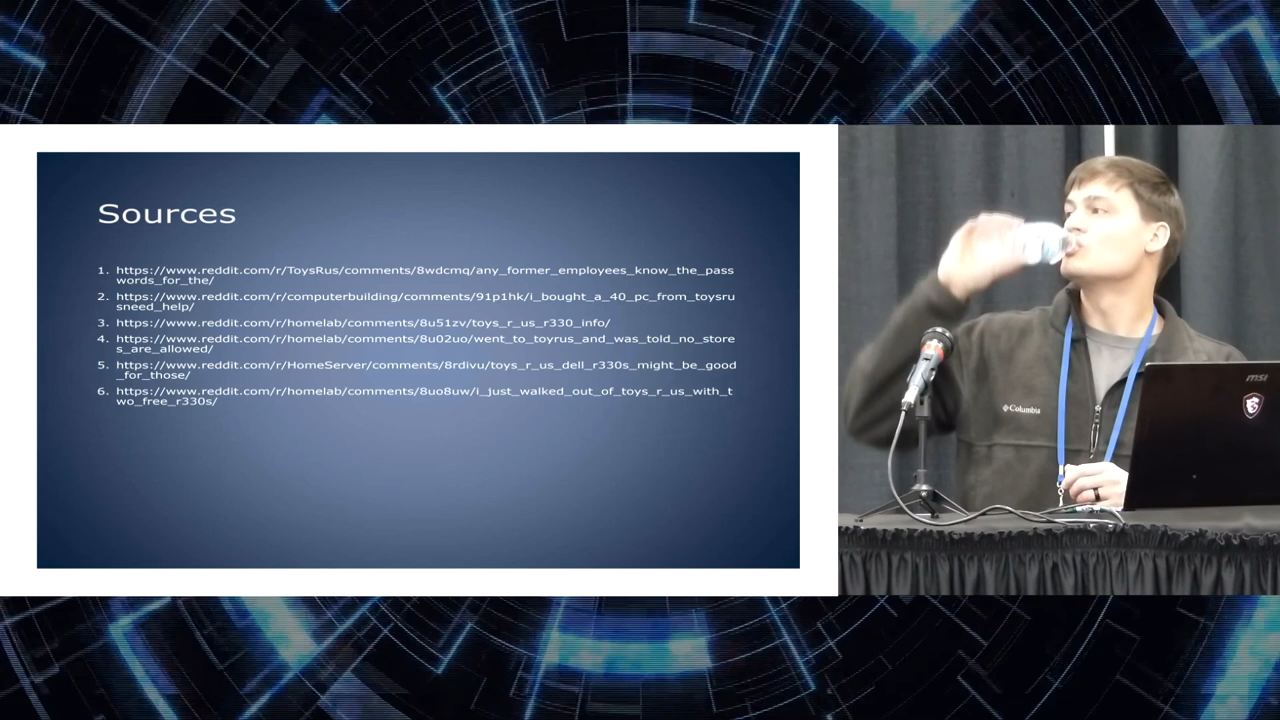 Sources
1. https://www.reddit.com/r/ToysRus/comments/8wdcmq/any_former_employees_know_the_pass
words_for_the/
2. https://www.reddit.com/r/computerbuilding/comments/91p1hk/i_bought_a_40_pc_from_toysru
sneed_help/
3. https://www.reddit.com/r/homelab/comments/8u51zv/toys_r_us_r330_info/
4. https://www.reddit.com/r/homelab/comments/8u02uo/went_to_toyrus_and_was_told_no_store
s_are_allowed/
5. https://www.reddit.com/r/HomeServer/comments/8rdivu/toys_r_us_dell_r330s_might_be_good
_for_those/
6. https://www.reddit.com/r/homelab/comments/8uo8uw/i_just_walked_out_of_toys_r_us_with_t
wo_free_r330s/
Columbia
msi